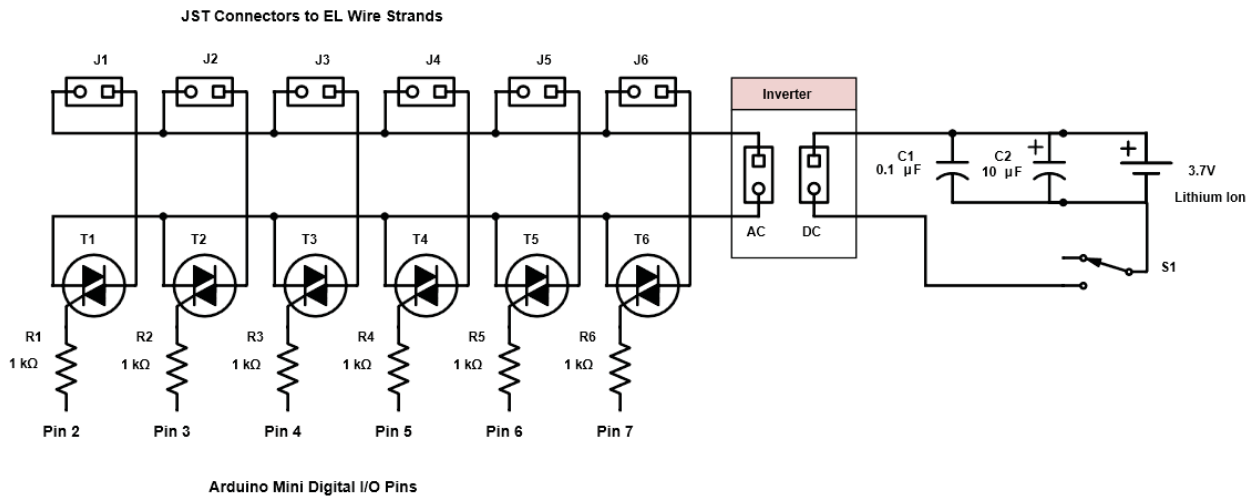 JST Connectors to EL Wire Strands
J1 J2 J3 J4 J5 J6
Inverter
C1
0.1 µF
C2
10 µF
+
+
3.7V
Lithium Ion
AC DC
S1
T1 T2 T3 T4 T5 T6
R1 R2 R3 R4 R5 R6
1 kΩ 1 kΩ 1 kΩ 1 kΩ 1 kΩ 1 kΩ
Pin 2 Pin 3 Pin 4 Pin 5 Pin 6 Pin 7
Arduino Mini Digital I/O Pins